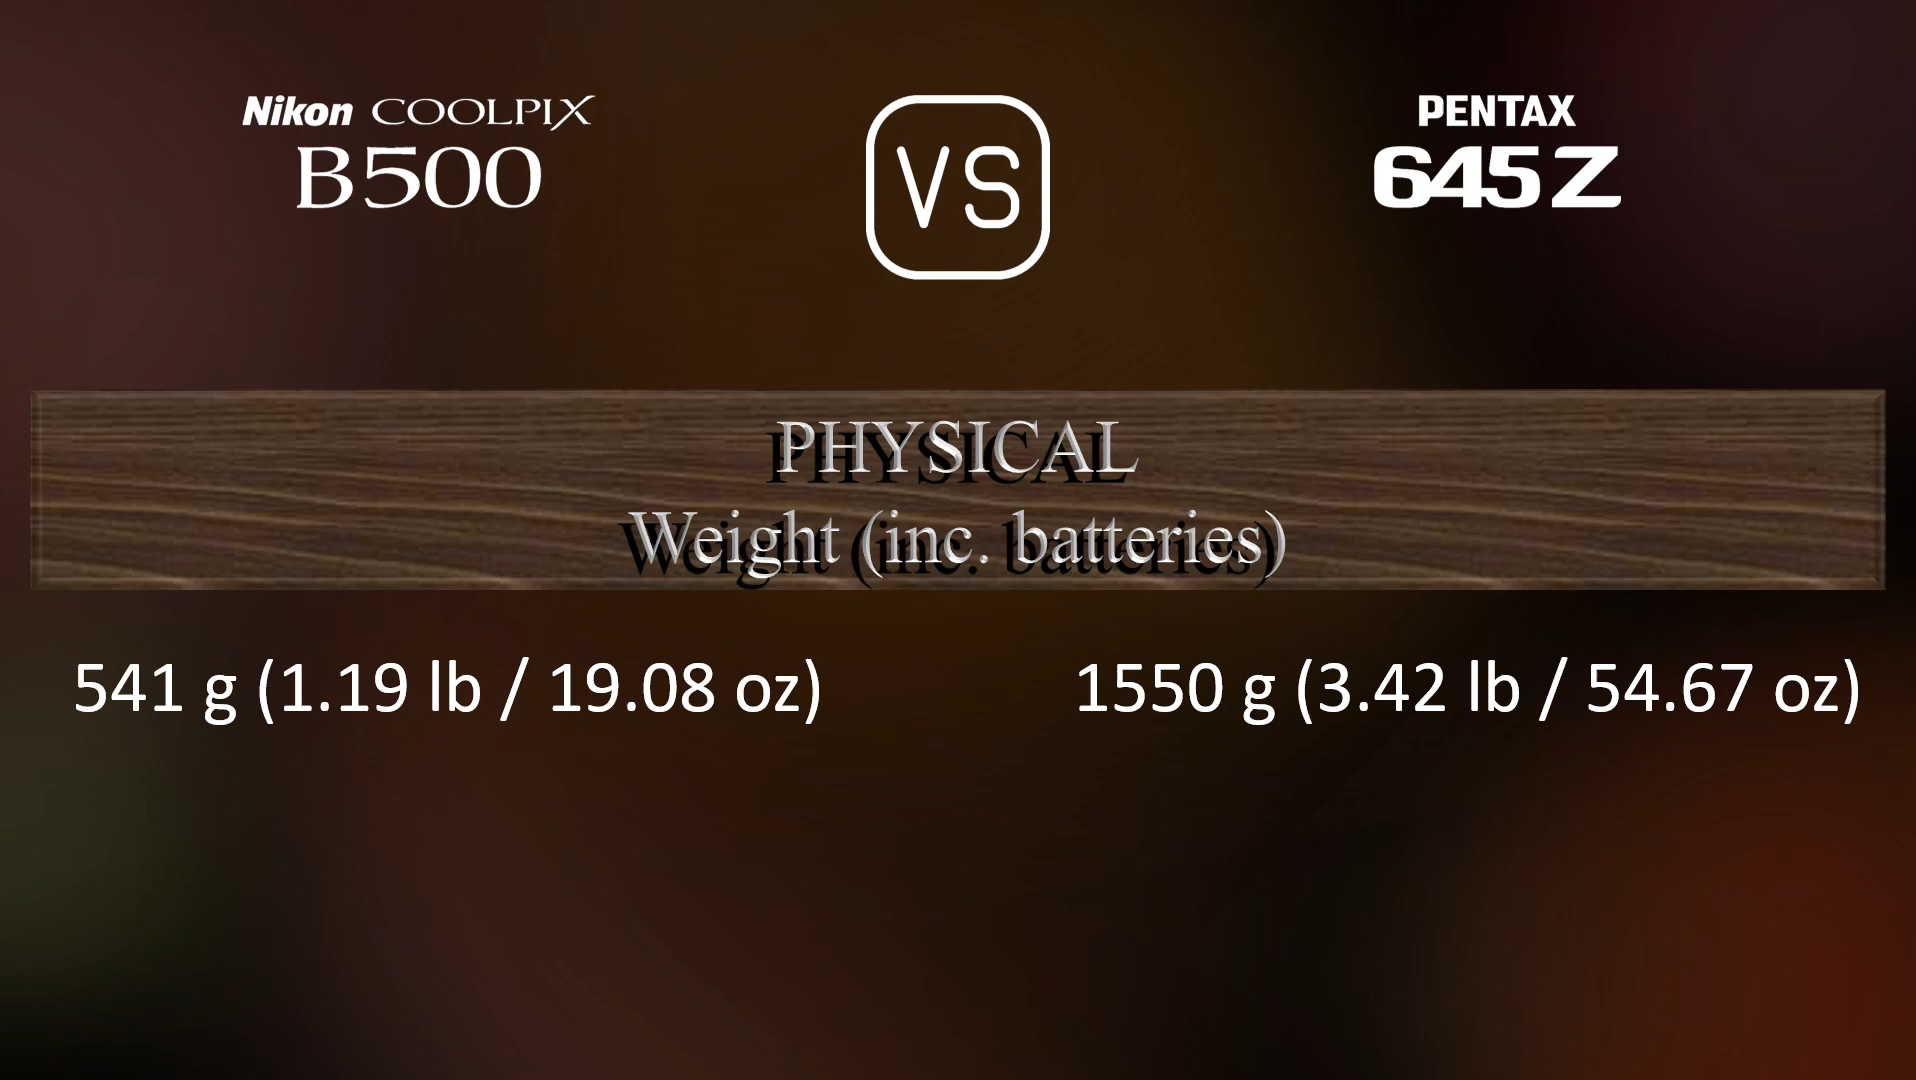 Nikon COOLPIX
B500
VS
PENTAX
645Z
PHYSICAL
Weight (inc. batteries)
541 g (1.19 lb / 19.08 oz)
1550 g (3.42 lb / 54.67 oz)